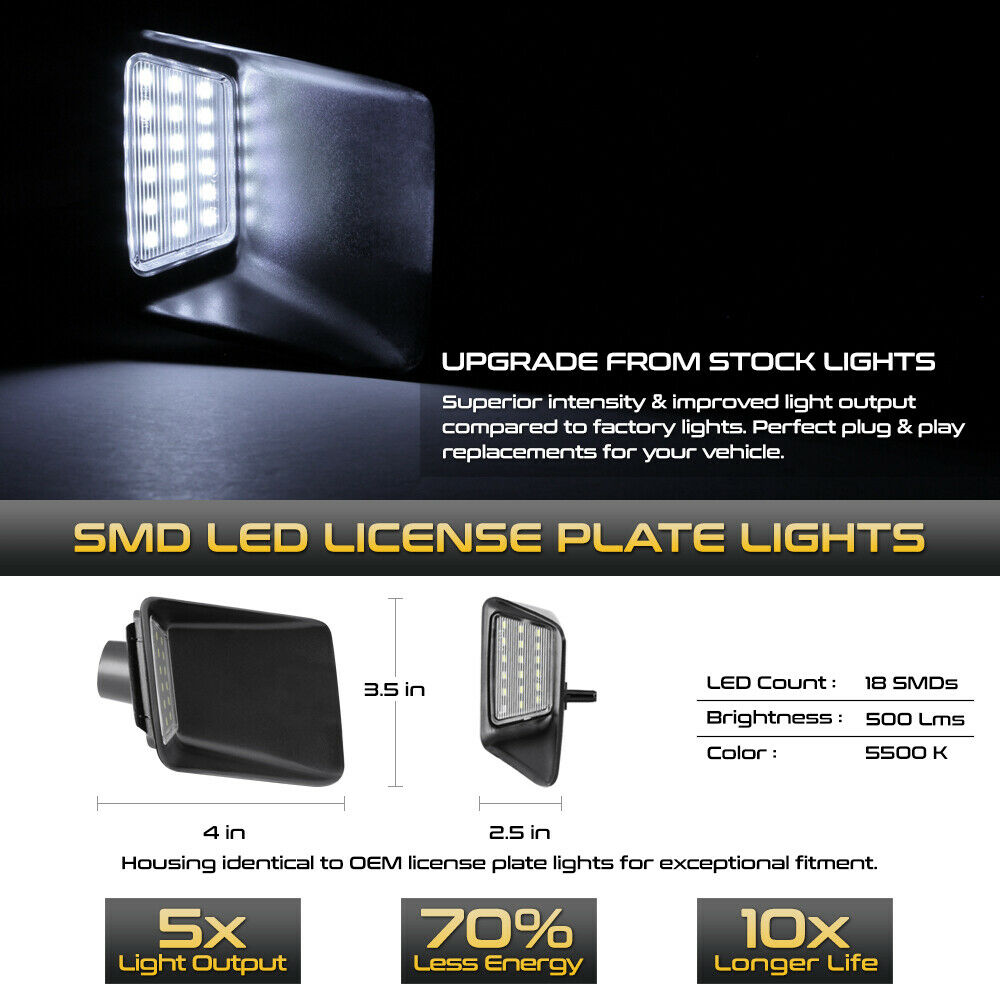 UPGRADE FROM STOCK LIGHTS
Superior intensity & improved light output
compared to factory lights. Perfect plug & play
replacements for your vehicle.
SMD LED LICENSE PLATE LIGHTS
3.5 in
LED Count : 18 SMDs
Brightness : 500 Lms
Color : 5500 K
4 in
2.5 in
Housing identical to OEM license plate lights for exceptional fitment.
5x
Light Output
70%
Less Energy
10x
Longer Life